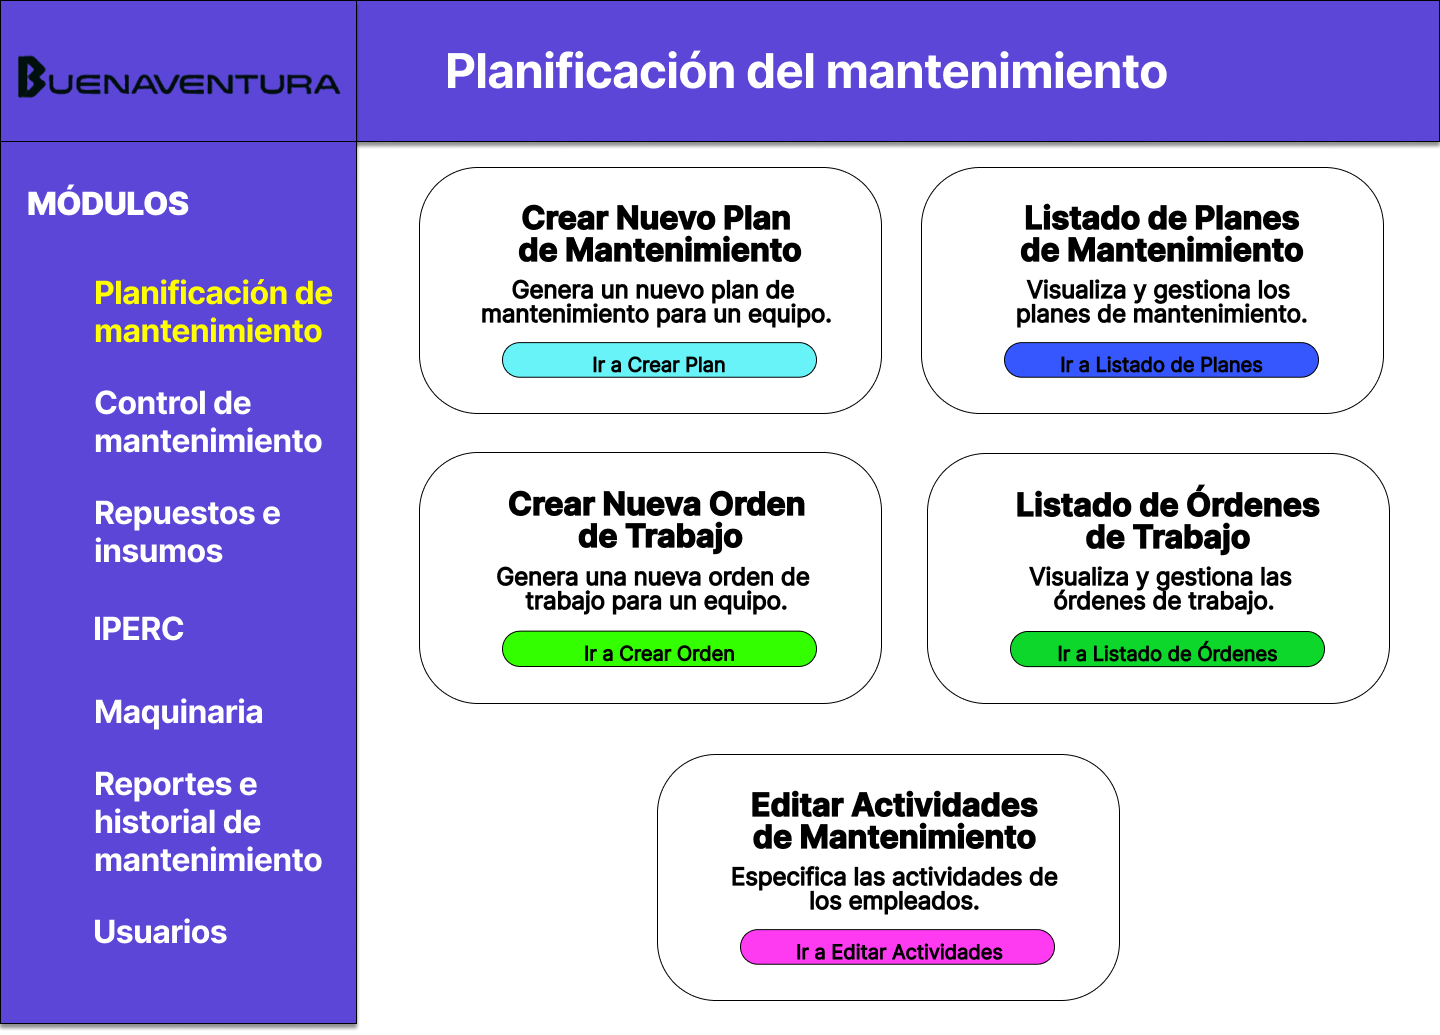 BUENAVENTURA
Planificación del mantenimiento
MÓDULOS
Planificación de
mantenimiento
Control de
mantenimiento
Repuestos e
insumos
IPERC
Maquinaria
Reportes e
historial de
mantenimiento
Usuarios
Crear Nuevo Plan
de Mantenimiento
Genera un nuevo plan de
mantenimiento para un equipo.
Ir a Crear Plan
Listado de Planes
de Mantenimiento
Visualiza y gestiona los
planes de mantenimiento.
Ir a Listado de Planes
Crear Nueva Orden
de Trabajo
Genera una nueva orden de
trabajo para un equipo.
Ir a Crear Orden
Listado de Órdenes
de Trabajo
Visualiza y gestiona las
órdenes de trabajo.
Ir a Listado de Órdenes
Editar Actividades
de Mantenimiento
Especifica las actividades de
los empleados.
Ir a Editar Actividades